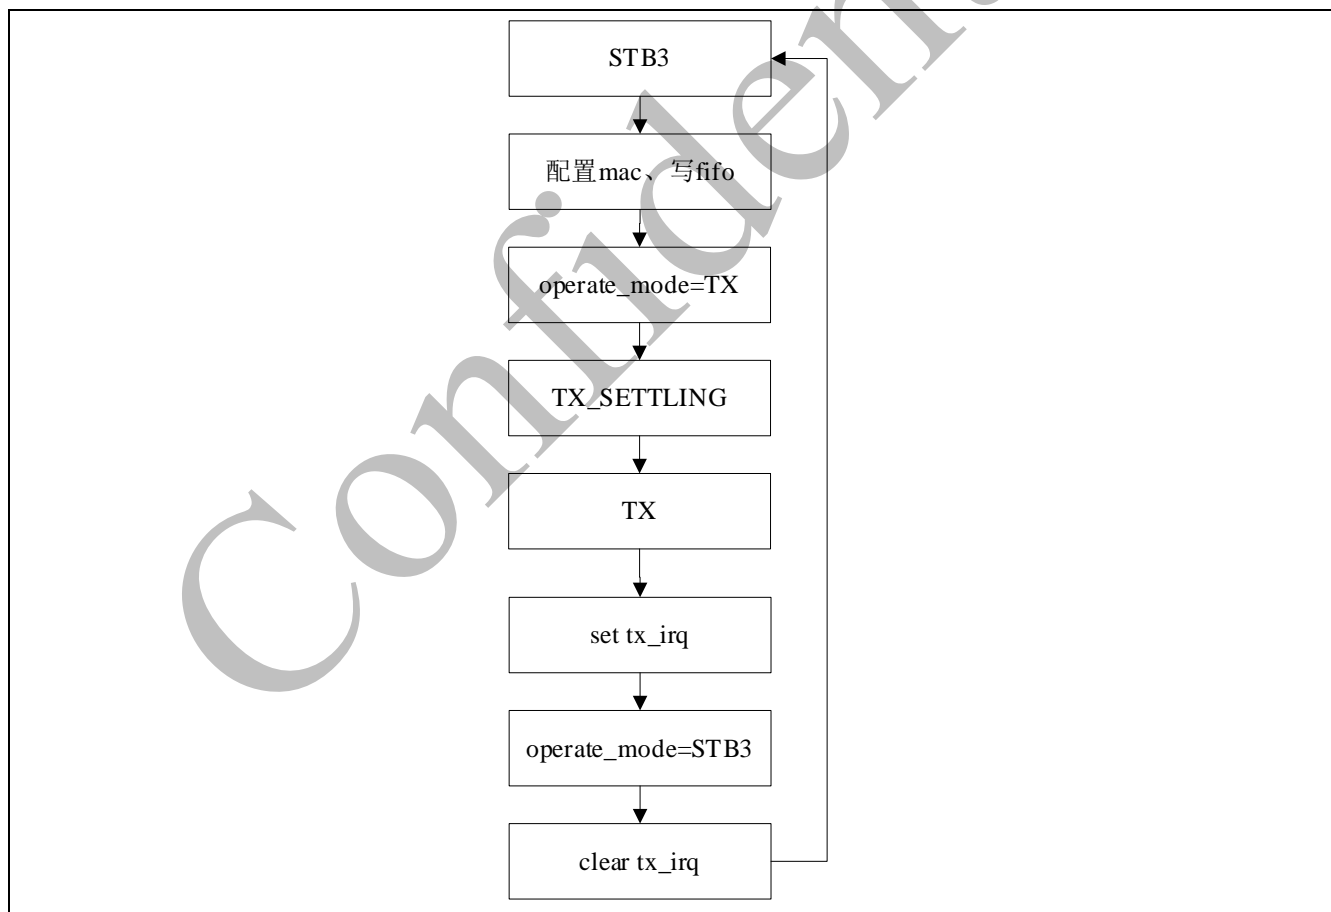 STB3
配置mac、写fifo
operate_mode=TX
TX_SETTLING
TX
set tx_irq
operate_mode=STB3
clear tx_irq